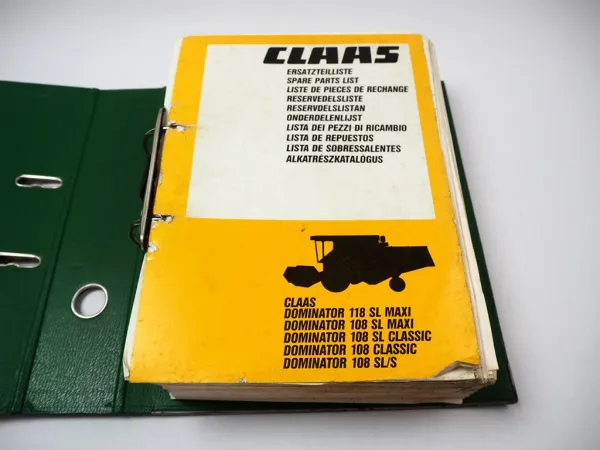 CLAAS
ERSATZTEILLISTE
SPARE PARTS LIST
LISTE DE PIECES DE RECHANGE
RESERVEDELSLISTE
RESERVDELSLISTAN
ONDERDELENLIJST
LISTA DEI PEZZI DI RICAMBIO
LISTA DE REPUESTOS
LISTA DE SOBRESSALENTES
ALKATRÉSZKATALÓGUS
CLAAS
DOMINATOR 118 SL MAXI
DOMINATOR 108 SL MAXI
DOMINATOR 108 SL CLASSIC
DOMINATOR 108 CLASSIC
DOMINATOR 108 SL/S